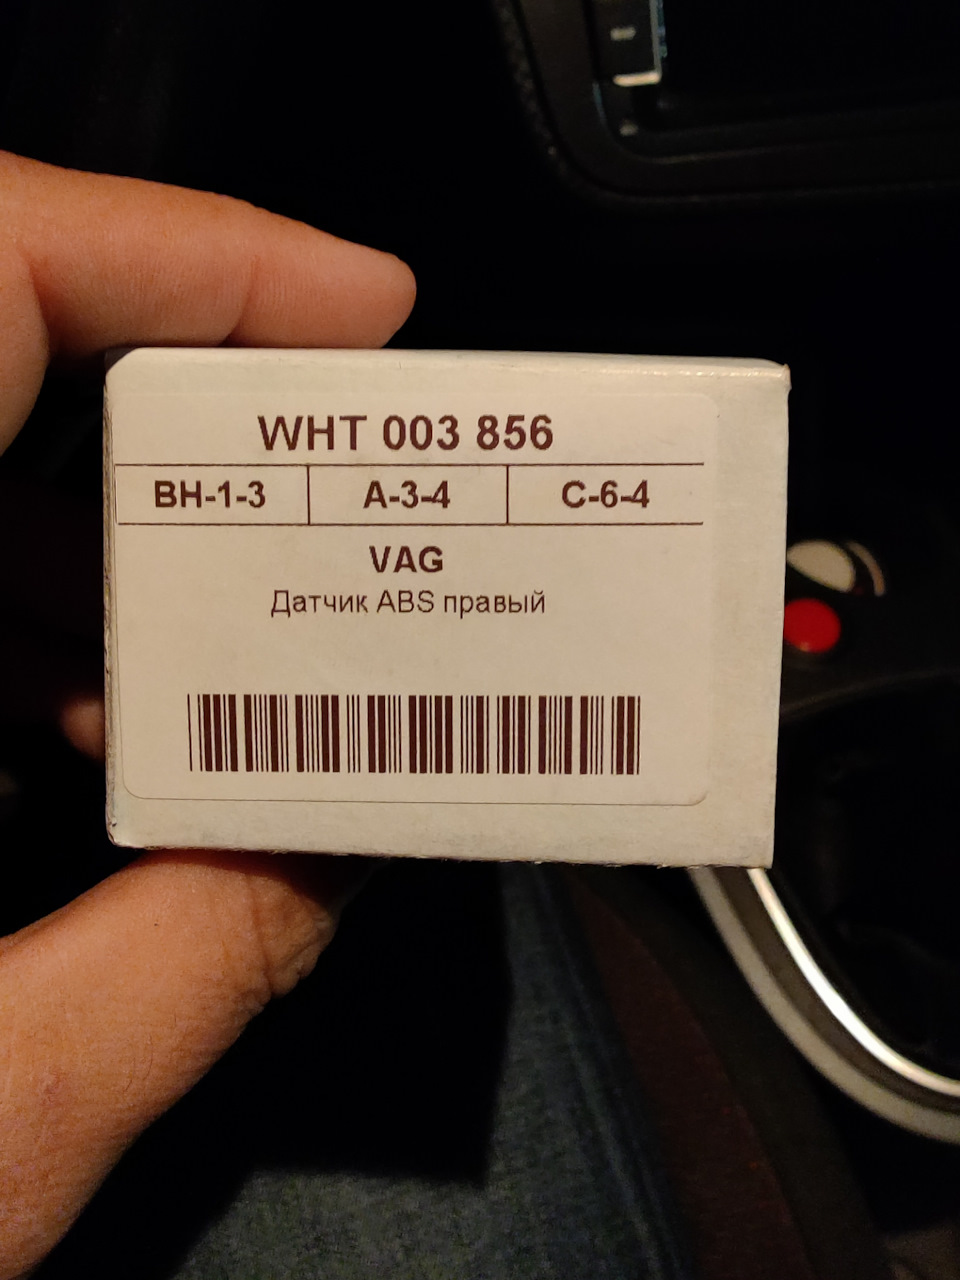 WHT 003 856
BH-1-3 A-3-4 C-6-4
VAG
Датчик ABS правый